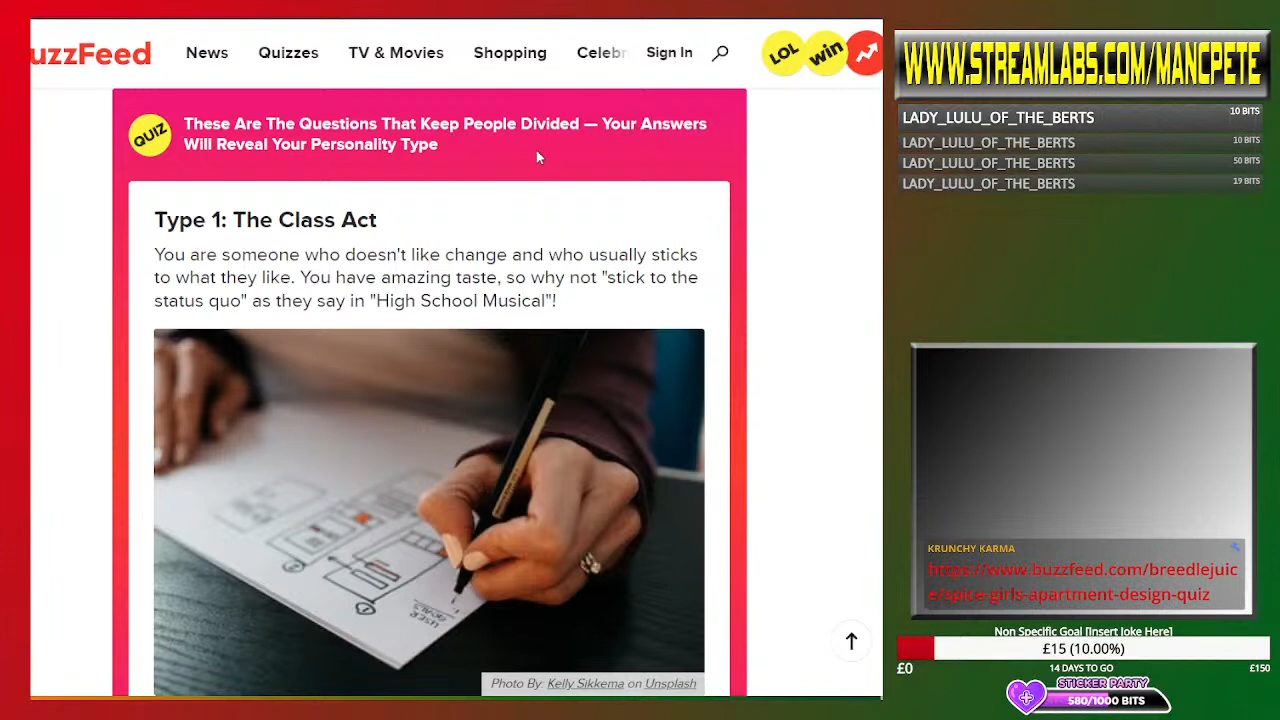 uzzFeed
News
Quizzes
TV & Movies
Shopping
Celebr
Sign In
LOL
win
QUIZ
These Are The Questions That Keep People Divided — Your Answers
Will Reveal Your Personality Type
Type 1: The Class Act
You are someone who doesn't like change and who usually sticks
to what they like. You have amazing taste, so why not "stick to the
status quo" as they say in "High School Musical"!
USER
GOALS
Photo By: Kelly Sikkema on Unsplash
WWW.STREAMLABS.COM/MANCPETE
LADY_LULU_OF_THE_BERTS 10 BITS
LADY_LULU_OF_THE_BERTS 10 BITS
LADY_LULU_OF_THE_BERTS 50 BITS
LADY_LULU_OF_THE_BERTS 19 BITS
KRUNCHY KARMA
https://www.buzzfeed.com/breedlejuic
e/spice-girls-apartment-design-quiz
Non Specific Goal [Insert Joke Here]
£15 (10.00%)
£0 14 DAYS TO GO £150
STICKER PARTY
580/1000 BITS